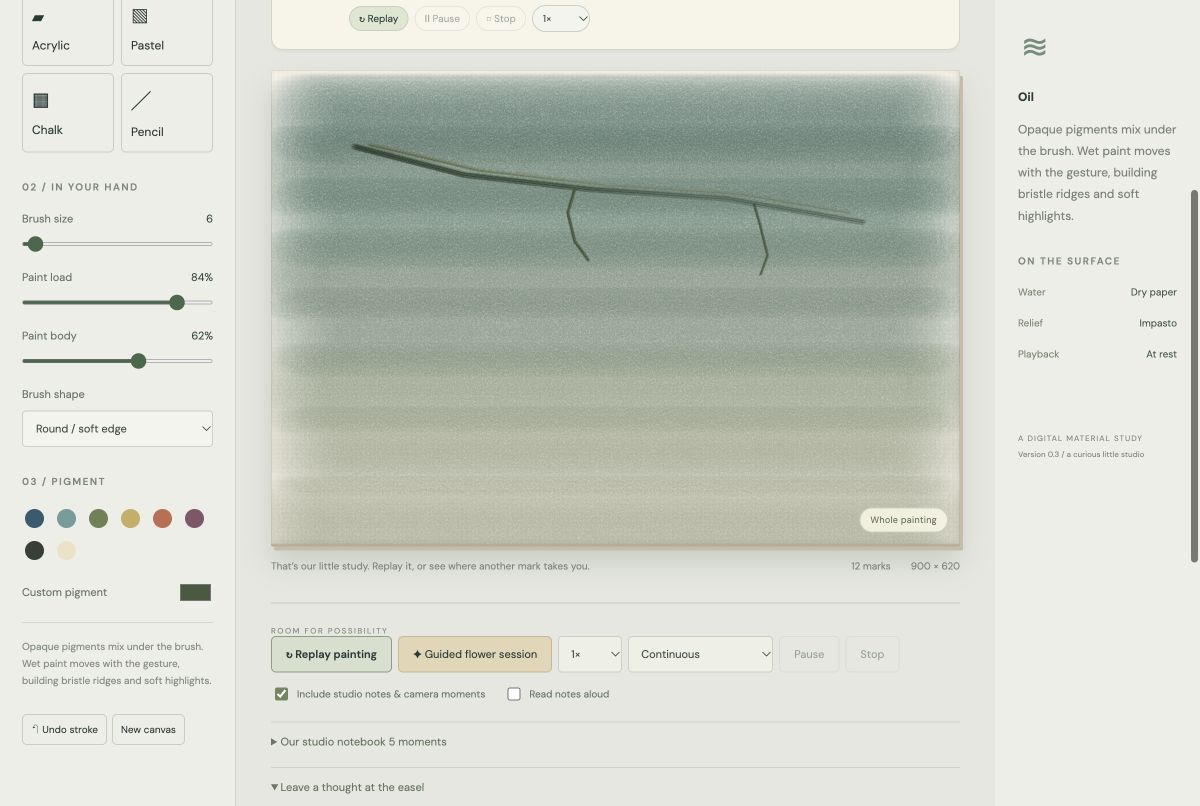 Acrylic
Pastel
Chalk
Pencil
02 / IN YOUR HAND
Brush size 6
Paint load 84%
Paint body 62%
Brush shape
Round / soft edge
03 / PIGMENT
Custom pigment
Opaque pigments mix under the brush.
Wet paint moves with the gesture,
building bristle ridges and soft highlights.
Undo stroke
New canvas
↻ Replay
II Pause
Stop
1×
Whole painting
That's our little study. Replay it, or see where another mark takes you.
12 marks
900 × 620
ROOM FOR POSSIBILITY
↻ Replay painting
✦ Guided flower session
1×
Continuous
Pause
Stop
Include studio notes & camera moments
Read notes aloud
▶ Our studio notebook 5 moments
▼ Leave a thought at the easel
Oil
Opaque pigments mix under
the brush. Wet paint moves
with the gesture, building
bristle ridges and soft
highlights.
ON THE SURFACE
Water Dry paper
Relief Impasto
Playback At rest
A DIGITAL MATERIAL STUDY
Version 0.3 / a curious little studio